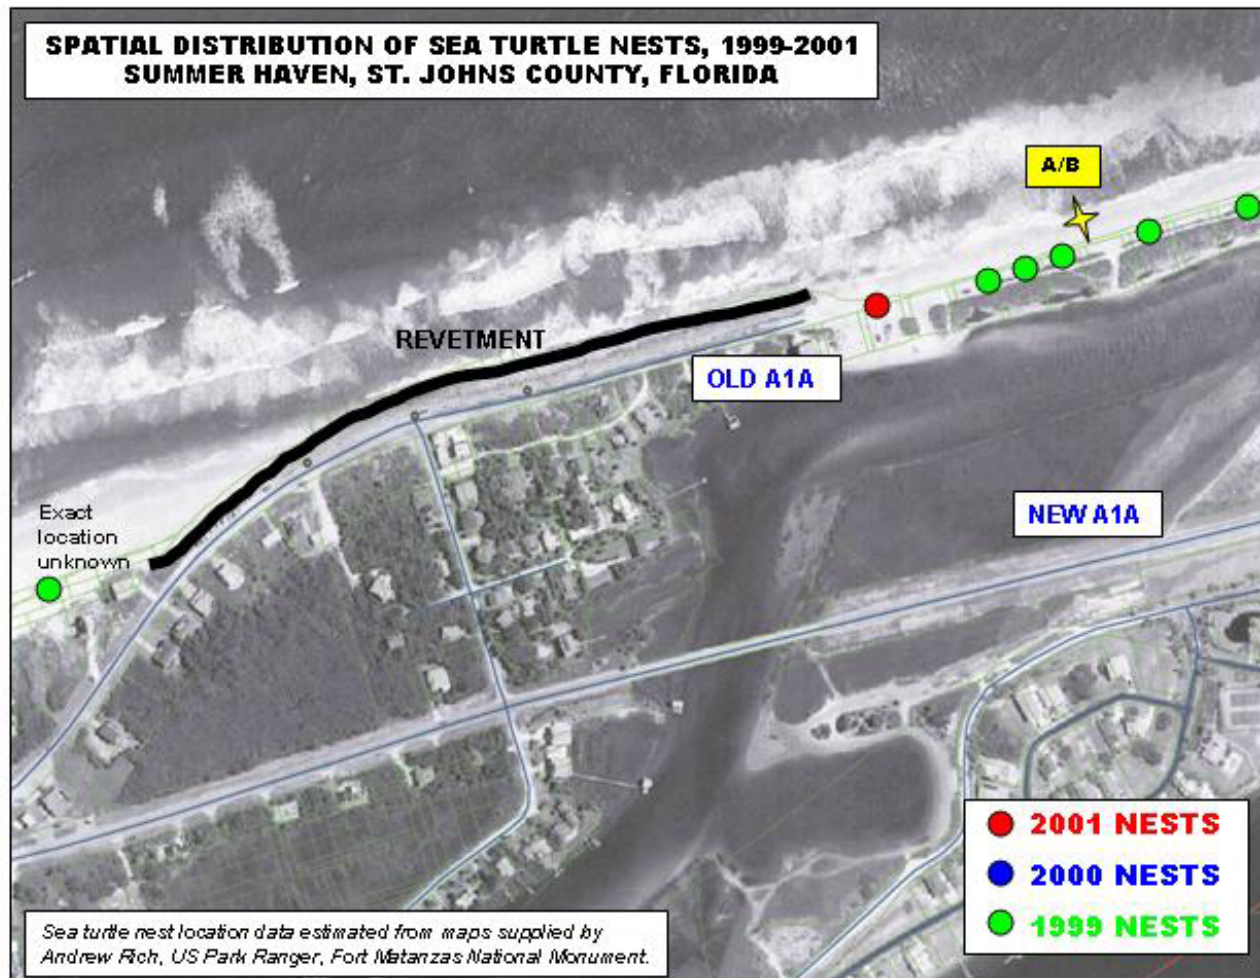 SPATIAL DISTRIBUTION OF SEA TURTLE NESTS, 1999-2001
SUMMER HAVEN, ST. JOHNS COUNTY, FLORIDA
A/B
REVETMENT
OLD A1A
NEW A1A
Exact
location
unknown
2001 NESTS
2000 NESTS
1999 NESTS
Sea turtle nest location data estimated from maps supplied by
Andrew Rich, US Park Ranger, Fort Matanzas National Monument.